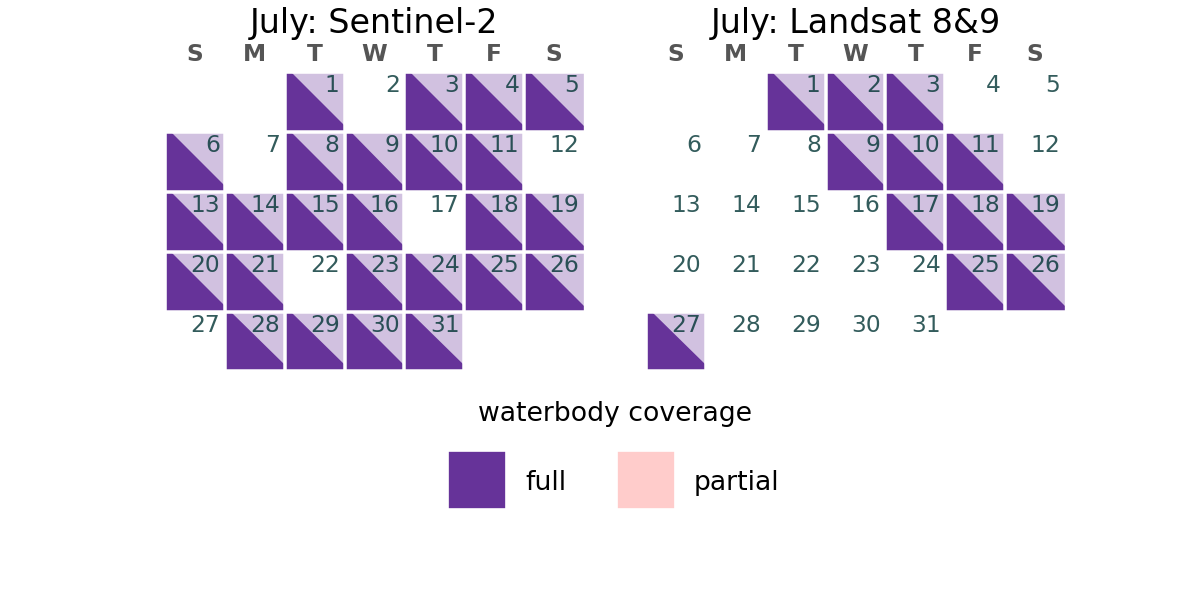 July: Sentinel-2
S M T W T F S
1 2 3 4 5
6 7 8 9 10 11 12
13 14 15 16 17 18 19
20 21 22 23 24 25 26
27 28 29 30 31
July: Landsat 8&9
S M T W T F S
1 2 3 4 5
6 7 8 9 10 11 12
13 14 15 16 17 18 19
20 21 22 23 24 25 26
27 28 29 30 31
waterbody coverage
full partial